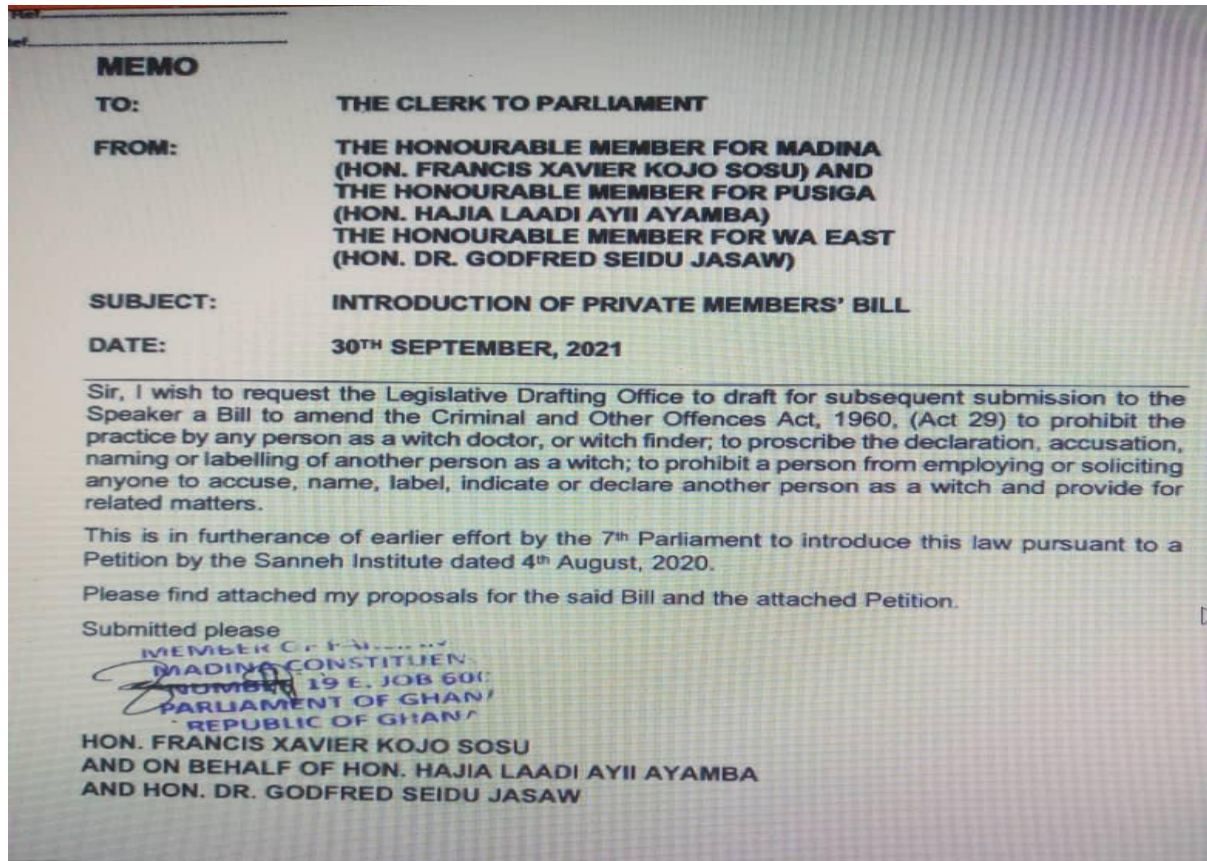 Ref
ef
MEMO
TO: THE CLERK TO PARLIAMENT
FROM: THE HONOURABLE MEMBER FOR MADINA
(HON. FRANCIS XAVIER KOJO SOSU) AND
THE HONOURABLE MEMBER FOR PUSIGA
(HON. HAJIA LAADI AYII AYAMBA)
THE HONOURABLE MEMBER FOR WA EAST
(HON. DR. GODFRED SEIDU JASAW)
SUBJECT: INTRODUCTION OF PRIVATE MEMBERS' BILL
DATE: 30TH SEPTEMBER, 2021
Sir, I wish to request the Legislative Drafting Office to draft for subsequent submission to the
Speaker a Bill to amend the Criminal and Other Offences Act, 1960, (Act 29) to prohibit the
practice by any person as a witch doctor, or witch finder; to proscribe the declaration, accusation,
naming or labelling of another person as a witch; to prohibit a person from employing or soliciting
anyone to accuse, name, label, indicate or declare another person as a witch and provide for
related matters.
This is in furtherance of earlier effort by the 7th Parliament to introduce this law pursuant to a
Petition by the Sanneh Institute dated 4th August, 2020.
Please find attached my proposals for the said Bill and the attached Petition.
Submitted please
MEMBER
MADINA CONSTITUEN
NUMBER 19 E, JOB 600
PARLIAMENT OF GHANA
REPUBLIC OF GHANA
HON. FRANCIS XAVIER KOJO SOSU
AND ON BEHALF OF HON. HAJIA LAADI AYII AYAMBA
AND HON. DR. GODFRED SEIDU JASAW